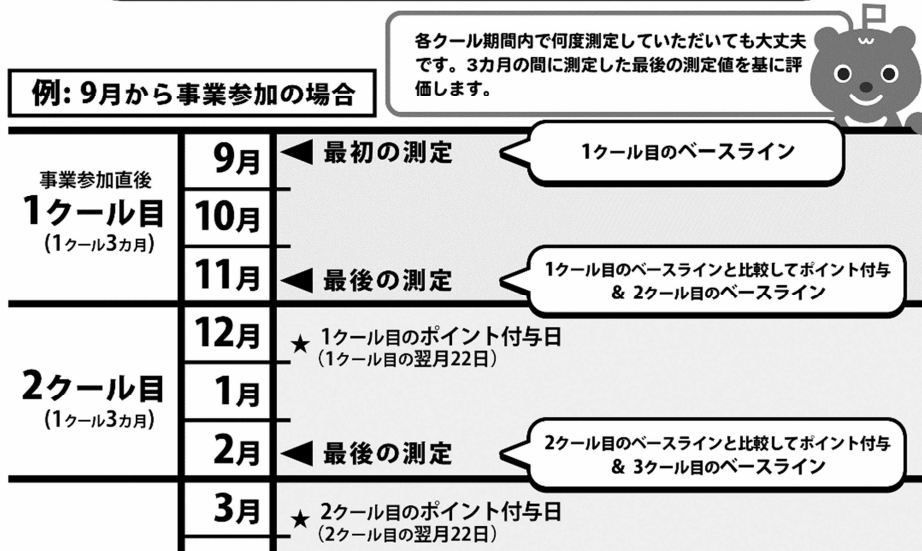 各クール期間内で何度測定していただいても大丈夫
です。3カ月の間に測定した最後の測定値を基に評
価します。
例: 9月から事業参加の場合
事業参加直後
1クール目
(1クール3カ月)
9月
最初の測定
1クール目のベースライン
10月
11月
最後の測定
1クール目のベースラインと比較してポイント付与
& 2クール目のベースライン
2クール目
(1クール3カ月)
12月
★ 1クール目のポイント付与日
(1クール目の翌月22日)
1月
2月
最後の測定
2クール目のベースラインと比較してポイント付与
& 3クール目のベースライン
3月
★ 2クール目のポイント付与日
(2クール目の翌月22日)